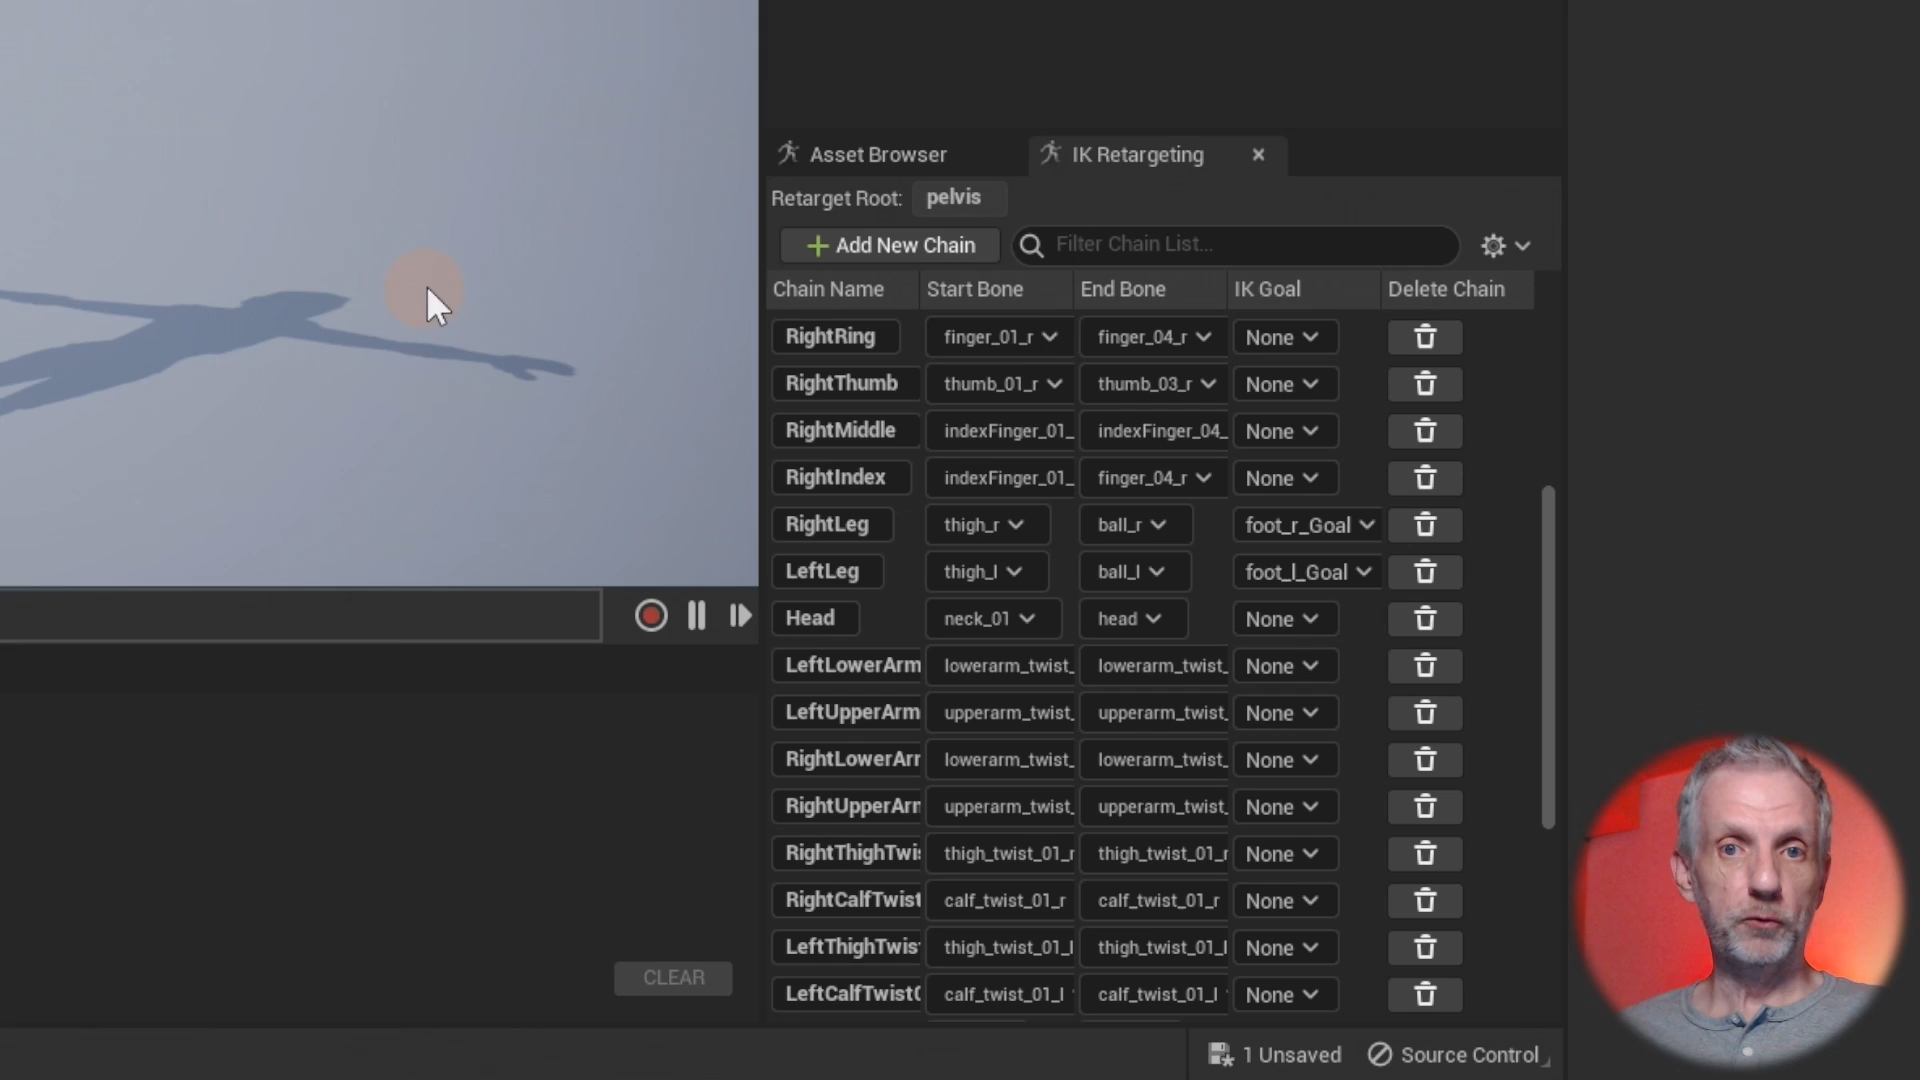 Asset Browser
IK Retargeting
Retarget Root: pelvis
Add New Chain
Filter Chain List...
Chain Name Start Bone End Bone IK Goal Delete Chain
RightRing finger_01_r finger_04_r None
RightThumb thumb_01_r thumb_03_r None
RightMiddle indexFinger_01_ indexFinger_04_ None
RightIndex indexFinger_01_ finger_04_r None
RightLeg thigh_r ball_r foot_r_Goal
LeftLeg thigh_l ball_l foot_l_Goal
Head neck_01 head None
LeftLowerArm lowerarm_twist_ lowerarm_twist_ None
LeftUpperArm upperarm_twist_ upperarm_twist_ None
RightLowerArm lowerarm_twist_ lowerarm_twist_ None
RightUpperArm upperarm_twist_ upperarm_twist_ None
RightThighTwis thigh_twist_01_r thigh_twist_01_r None
RightCalfTwist calf_twist_01_r calf_twist_01_r None
LeftThighTwis thigh_twist_01_l thigh_twist_01_l None
LeftCalfTwist0 calf_twist_01_l calf_twist_01_l None
CLEAR
1 Unsaved
Source Control